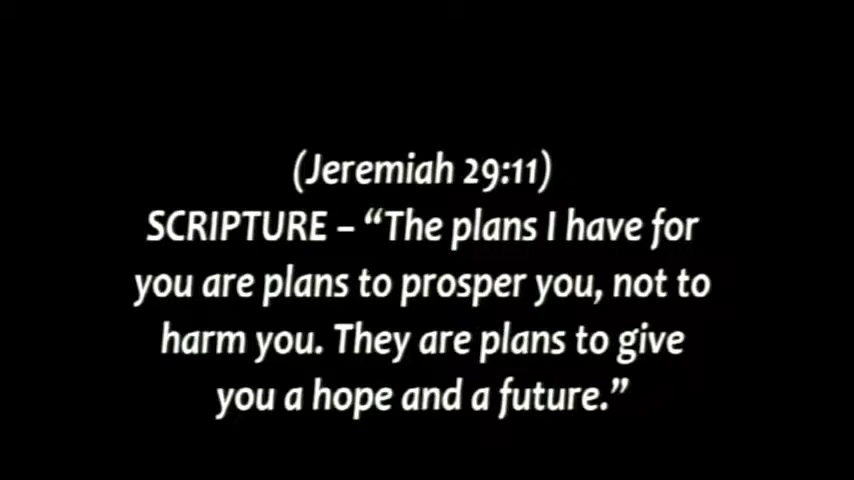 (Jeremiah 29:11)
SCRIPTURE – “The plans I have for
you are plans to prosper you, not to
harm you. They are plans to give
you a hope and a future.”